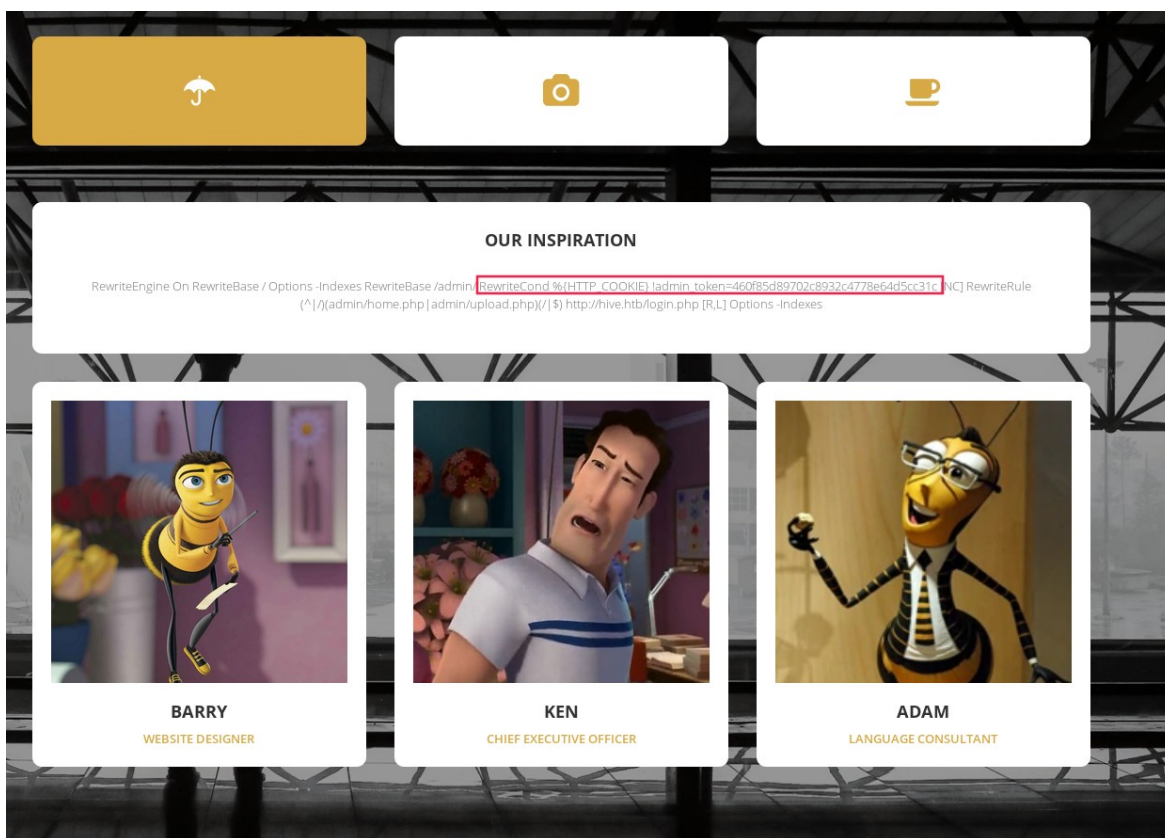 OUR INSPIRATION
RewriteEngine On RewriteBase / Options -Indexes RewriteBase /admin/ RewriteCond %{HTTP_COOKIE} !admin_token=460f85d89702c8932c4778e64d5cc31c [NC] RewriteRule
(^|/)(admin/home.php|admin/upload.php)(/|$) http://hive.htb/login.php [R,L] Options -Indexes
BARRY
WEBSITE DESIGNER
KEN
CHIEF EXECUTIVE OFFICER
ADAM
LANGUAGE CONSULTANT